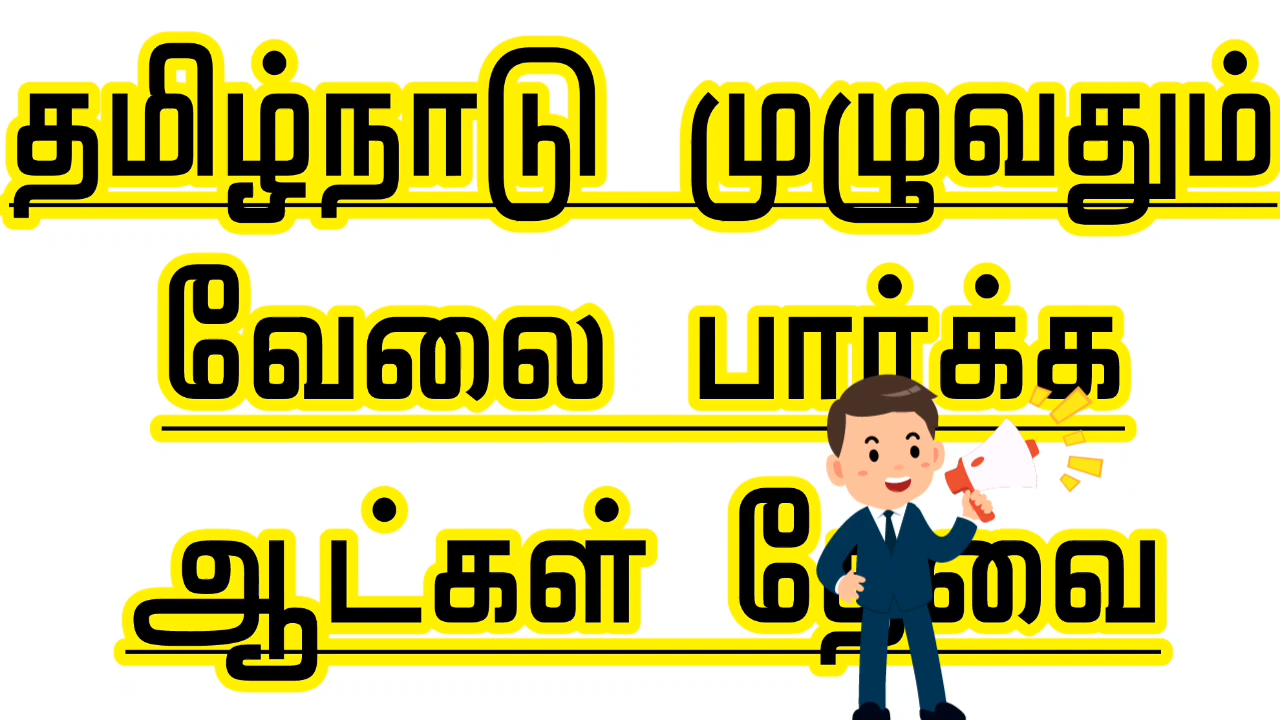 தமிழ்நாடு முழுவதும்
வேலை பார்க்க
ஆட்கள் தேவை